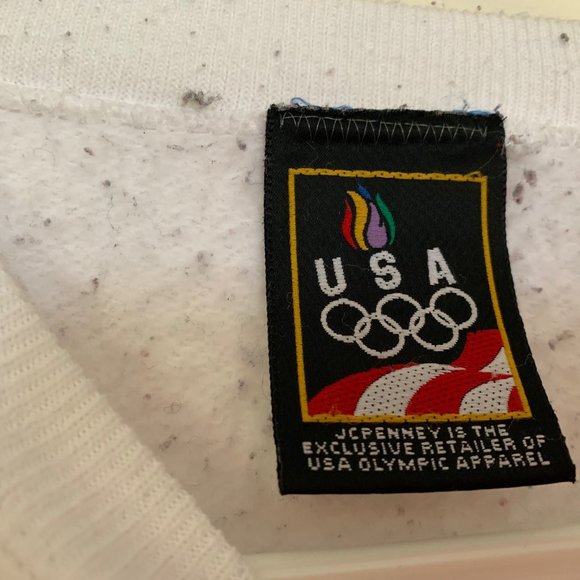 USA
JCPENNEY IS THE
EXCLUSIVE RETAILER OF
USA OLYMPIC APPAREL